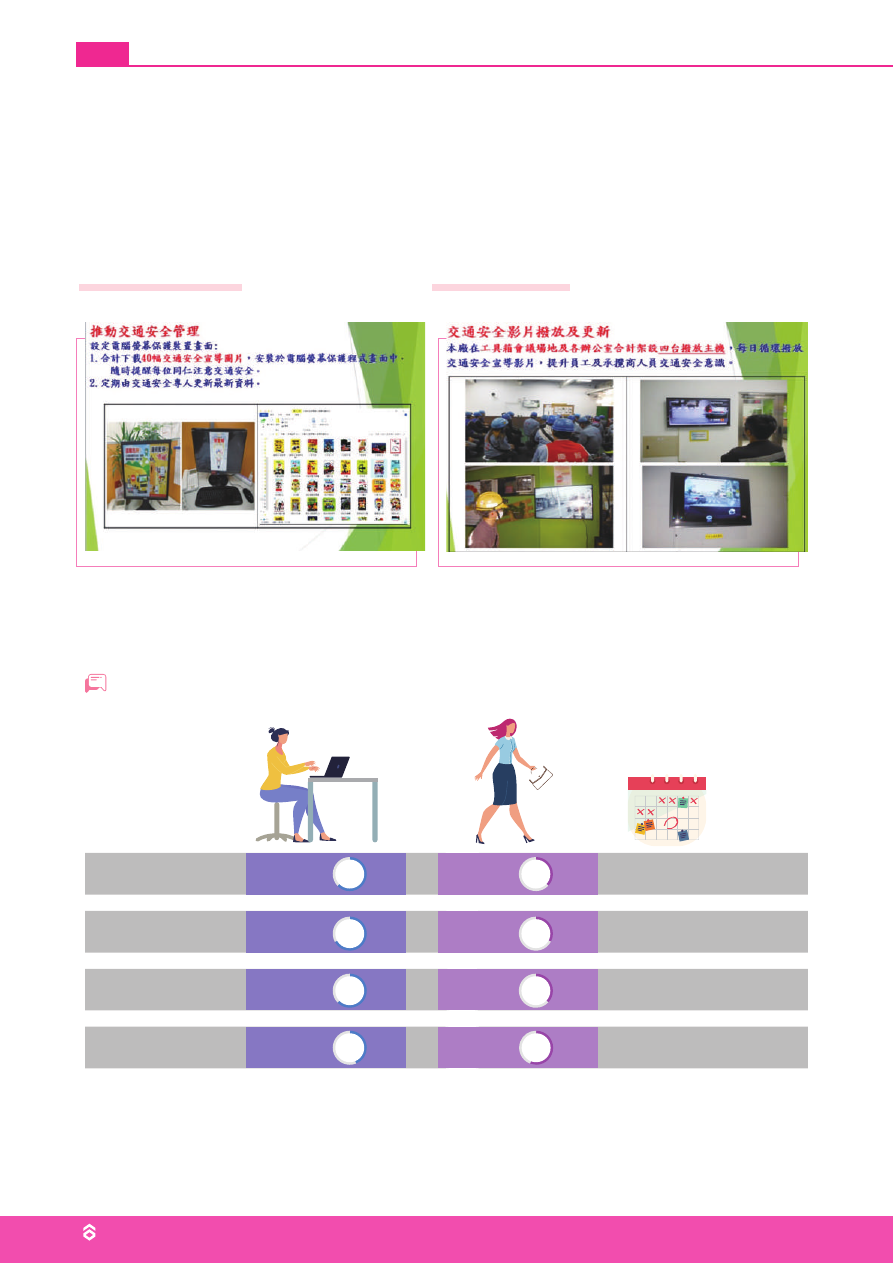 推動交通安全管理
設定電腦螢幕保護裝置畫面:
1. 合計下載40幅交通安全宣導圖片，安裝於電腦螢幕保護程式畫面中，
隨時提醒每位同仁注意交通安全。
2. 定期由交通安全專人更新最新資料。
交通安全影片撥放及更新
本廠在工具箱會議場地及各辦公室合計架設四台撥放主機，每日循環撥放
交通安全宣導影片，提升員工及承攬商人員交通安全意識。